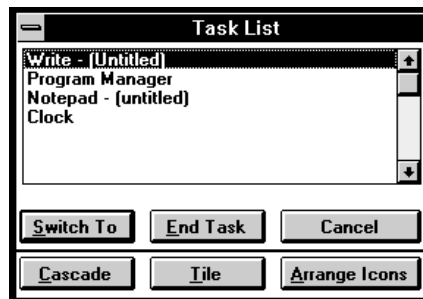 Task List
Write - (Untitled)
Program Manager
Notepad - (untitled)
Clock
Switch To End Task Cancel
Cascade Tile Arrange Icons